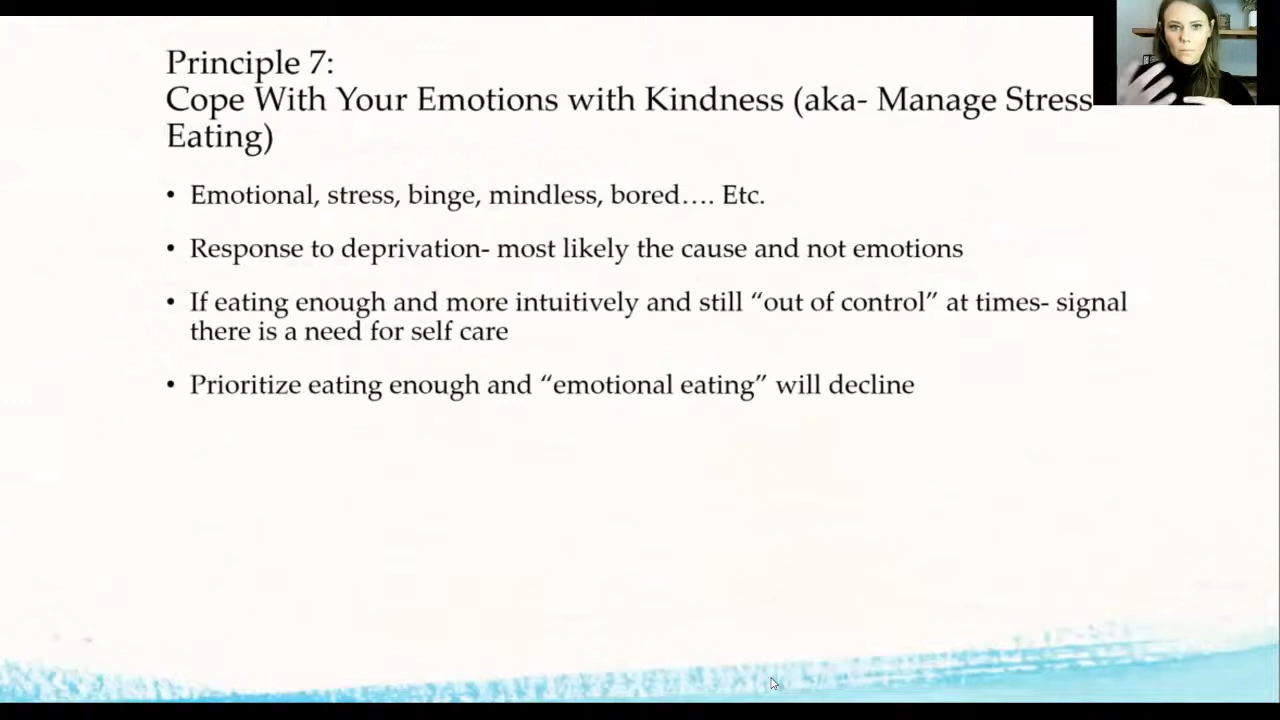 Principle 7:
Cope With Your Emotions with Kindness (aka- Manage Stress
Eating)
• Emotional, stress, binge, mindless, bored…. Etc.
• Response to deprivation- most likely the cause and not emotions
• If eating enough and more intuitively and still “out of control” at times- signal
there is a need for self care
• Prioritize eating enough and “emotional eating” will decline